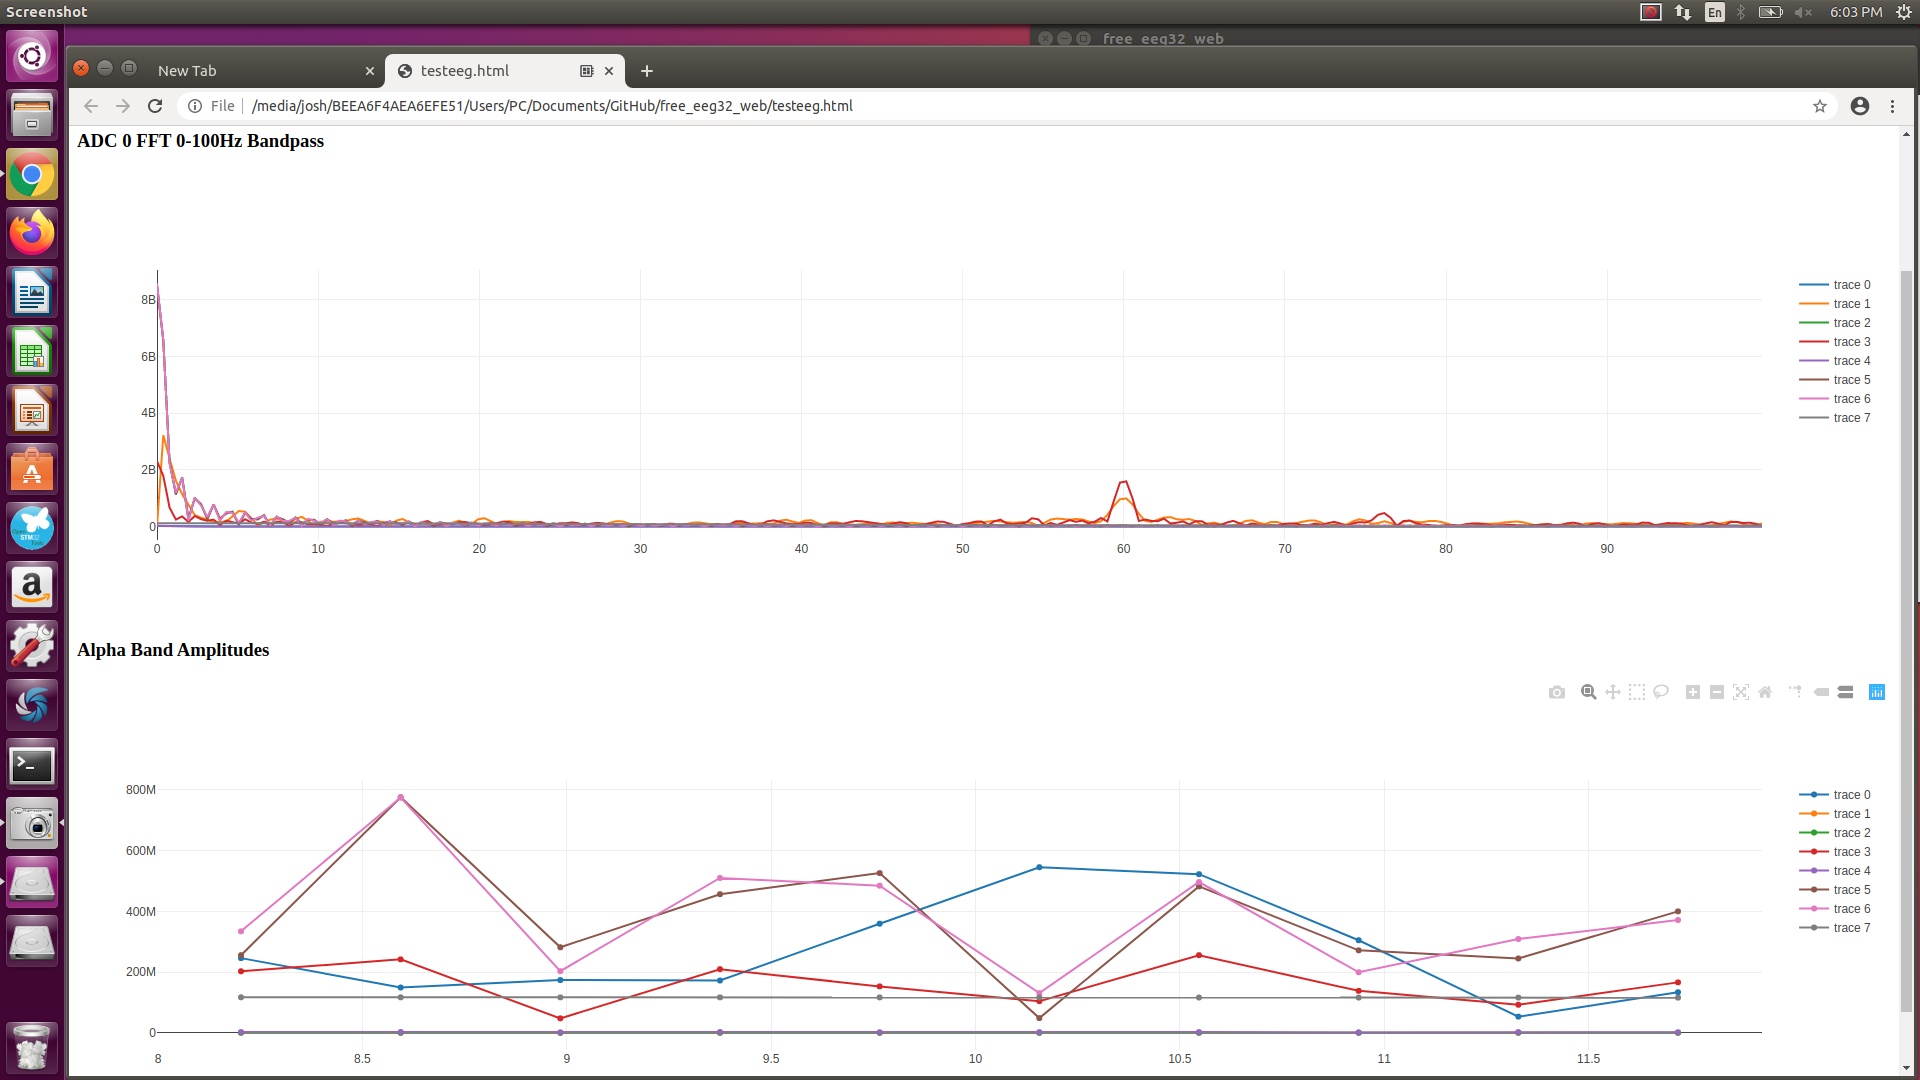 Screenshot
En
6:03 PM
free_eeg32_web
New Tab
testeeg.html
File
/media/josh/BEEA6F4AEA6EFE51/Users/PC/Documents/GitHub/free_eeg32_web/testeeg.html
ADC 0 FFT 0-100Hz Bandpass
8B
6B
4B
2B
0
0 10 20 30 40 50 60 70 80 90
trace 0
trace 1
trace 2
trace 3
trace 4
trace 5
trace 6
trace 7
Alpha Band Amplitudes
800M
600M
400M
200M
0
8 8.5 9 9.5 10 10.5 11 11.5
trace 0
trace 1
trace 2
trace 3
trace 4
trace 5
trace 6
trace 7